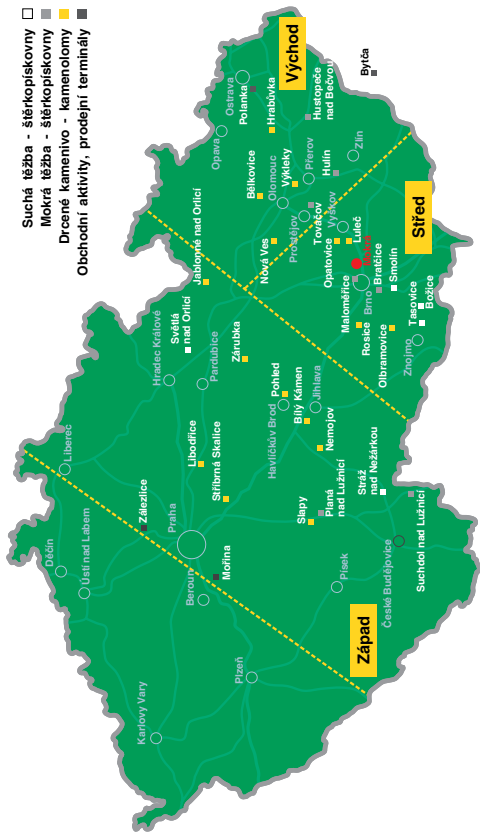 Suchá těžba - štěrkopískovny
Mokrá těžba - štěrkopískovny
Drcené kamenivo - kamenolomy
Obchodní aktivity, prodejní terminály
Děčín
Liberec
Ústí nad Labem
Karlovy Vary
Zálezlice
Praha
Beroun
Mořina
Plzeň
Písek
Západ
České Budějovice
Suchdol nad Lužnicí
Stráž
nad Nežárkou
Planá
nad Lužnicí
Slapy
Stříbrná Skalice
Libodřice
Hradec Králové
Pardubice
Světlá
nad Orlicí
Zárubka
Jablonné nad Orlicí
Havlíčkův Brod
Pohled
Bílý Kámen
Jihlava
Nemojov
Nová Ves
Bělkovice
Olomouc
Výkleky
Opava
Ostrava
Polanka
Hrabůvka
Východ
Hustopeče
nad Bečvou
Bytča
Přerov
Hulín
Zlín
Prostějov
Tovačov
Vyškov
Opatovice
Luleč
Střed
Maloměřice
Brno
Bratčice
Smolín
Rosice
Olbramovice
Tasovice
Božice
Znojmo